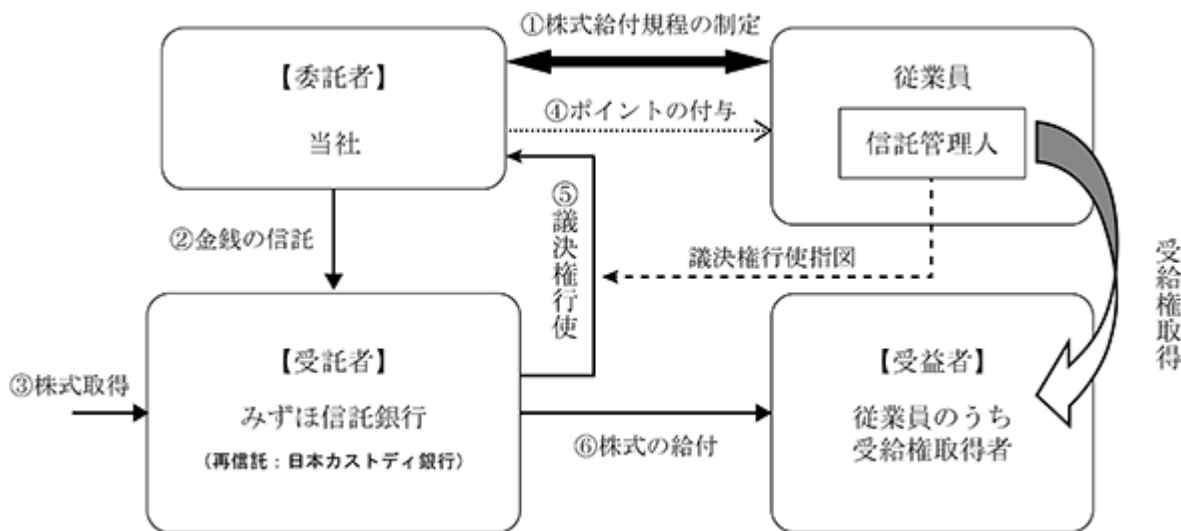 ①株式給付規程の制定
【委託者】
当社
従業員
信託管理人
④ポイントの付与
②金銭の信託
⑤議決権行使
議決権行使指図
受給権取得
③株式取得
【受託者】
みずほ信託銀行
(再信託:日本カストディ銀行)
⑥株式の給付
【受益者】
従業員のうち
受給権取得者